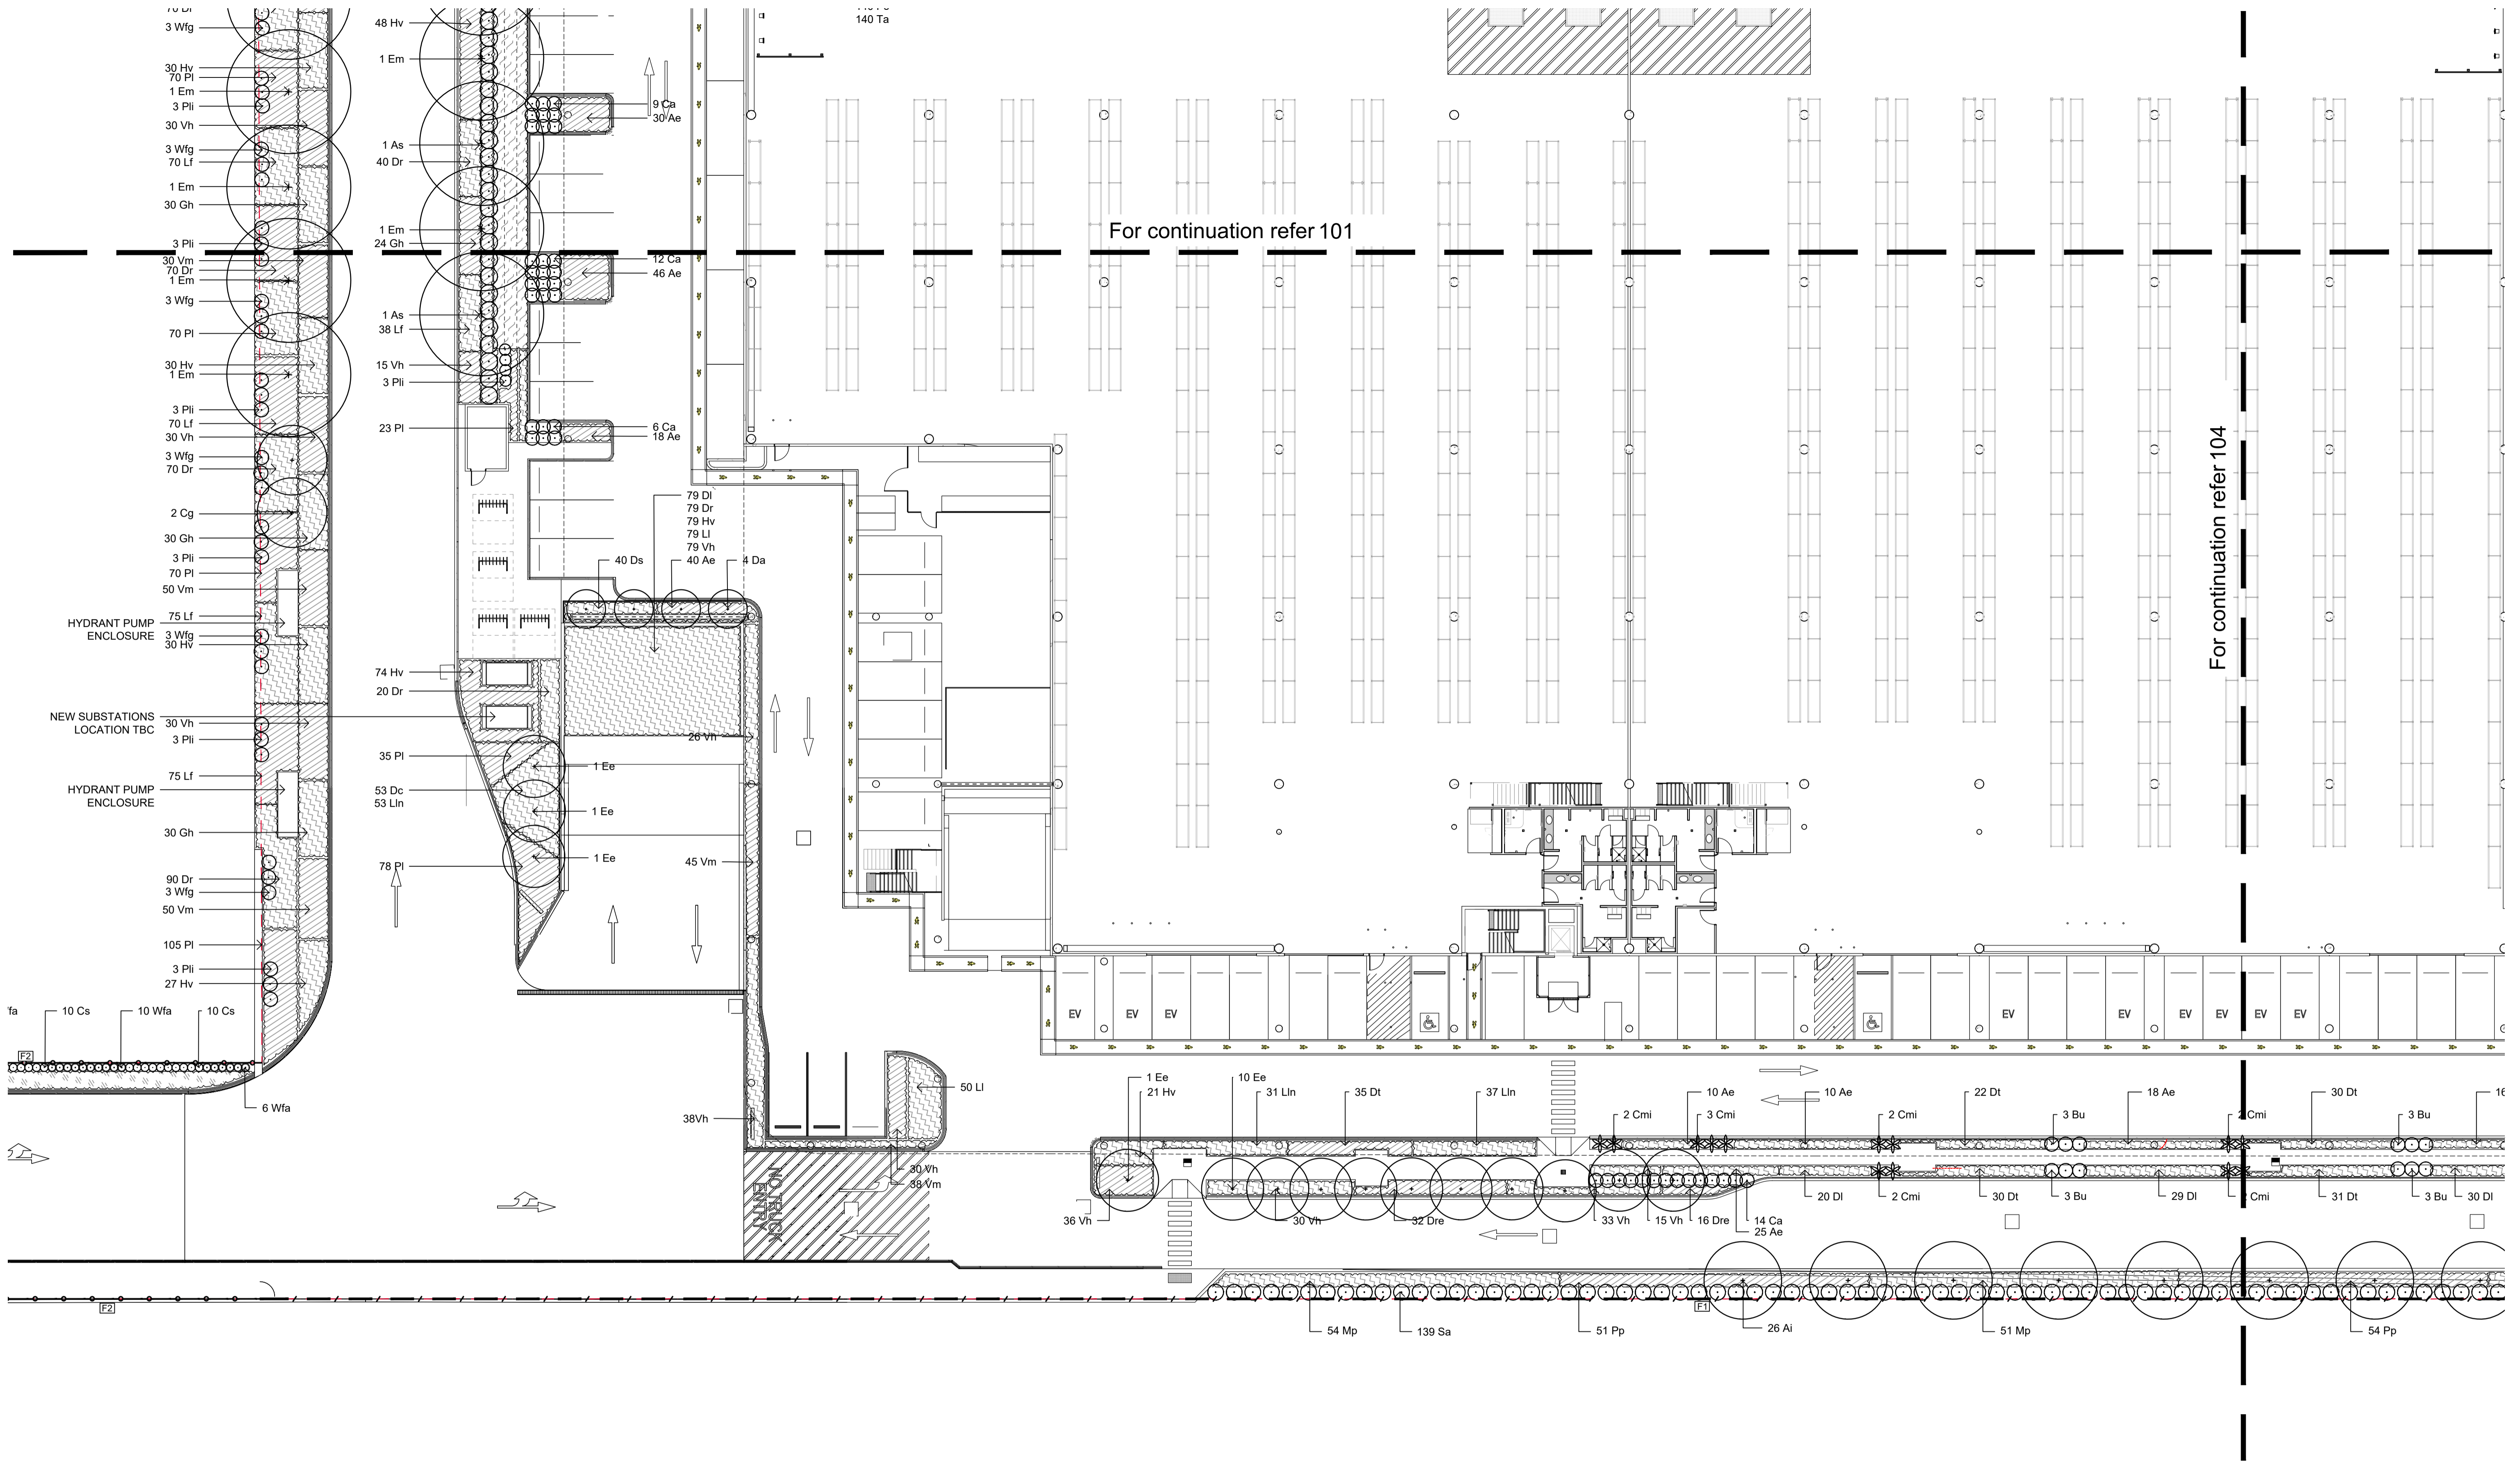 70 Dl
3 Wfg
30 Hv
70 Pl
1 Em
3 Pli
30 Vh
3 Wfg
70 Lf
1 Em
30 Gh
3 Pli
30 Vm
70 Dr
1 Em
3 Wfg
70 Pl
30 Hv
1 Em
3 Pli
70 Lf
30 Vh
3 Wfg
70 Dr
2 Cg
30 Gh
3 Pli
70 Pl
50 Vm
75 Lf
HYDRANT PUMP
ENCLOSURE
3 Wfg
30 Hv
NEW SUBSTATIONS
LOCATION TBC
30 Vh
3 Pli
75 Lf
HYDRANT PUMP
ENCLOSURE
30 Gh
90 Dr
3 Wfg
50 Vm
105 Pl
3 Pli
27 Hv
48 Hv
1 Em
1 As
40 Dr
1 Em
24 Gh
1 As
38 Lf
15 Vh
3 Pli
23 Pl
74 Hv
20 Dr
35 Pl
53 Dc
53 Lln
78 Pl
9 Ca
30 Ae
12 Ca
46 Ae
6 Ca
18 Ae
140 Ta
For continuation refer 101
For continuation refer 104
79 Dl
79 Dr
79 Hv
79 Ll
79 Vh
40 Ds
40 Ae
4 Da
26 Vh
1 Ee
1 Ee
1 Ee
45 Vm
38Vh
50 Ll
30 Vh
38 Vm
NO TRUCK
ENTRY
fa
10 Cs
10 Wfa
10 Cs
F2
6 Wfa
F2
EV
EV
EV
EV
EV
EV
EV
EV
EV
1 Ee
21 Hv
10 Ee
31 Lln
35 Dt
37 Lln
2 Cmi
10 Ae
3 Cmi
10 Ae
2 Cmi
22 Dt
3 Bu
18 Ae
2 Cmi
30 Dt
3 Bu
16
36 Vh
30 Vh
32 Dre
33 Vh
15 Vh
16 Dre
14 Ca
25 Ae
20 Dl
2 Cmi
30 Dt
3 Bu
29 Dl
2 Cmi
31 Dt
3 Bu
30 Dl
F1
54 Mp
139 Sa
51 Pp
26 Ai
51 Mp
54 Pp